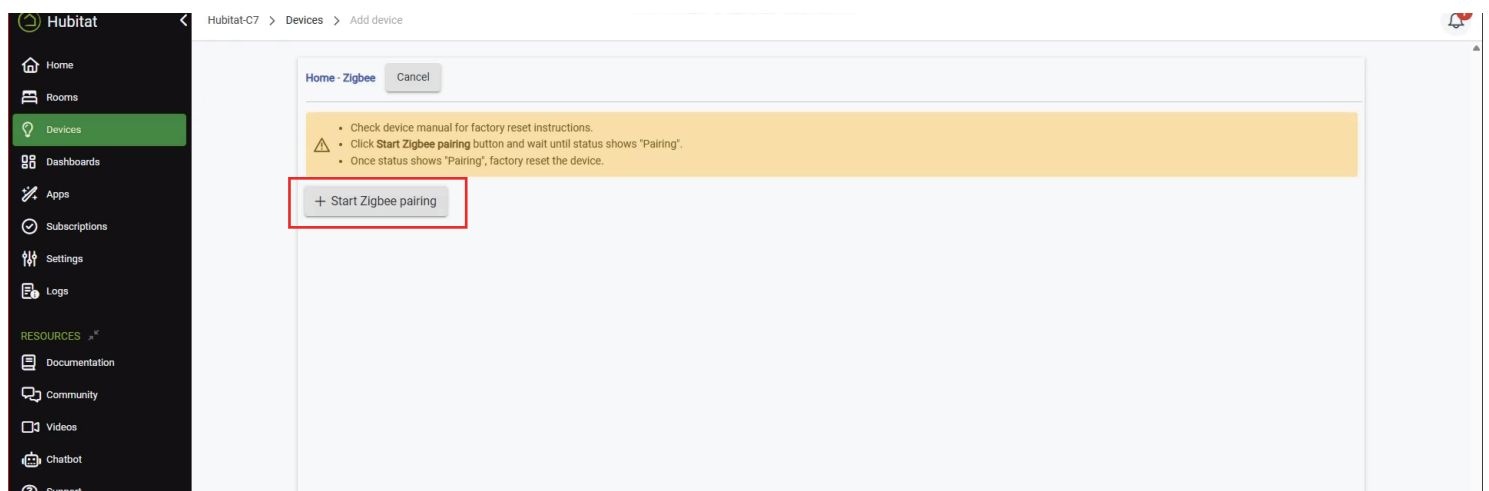 Hubitat
Hubitat-C7 > Devices > Add device
Home
Rooms
Devices
Dashboards
Apps
Subscriptions
Settings
Logs
RESOURCES
Documentation
Community
Videos
Chatbot
Support
Home - Zigbee Cancel
• Check device manual for factory reset instructions.
• Click Start Zigbee pairing button and wait until status shows "Pairing".
• Once status shows "Pairing", factory reset the device.
+ Start Zigbee pairing